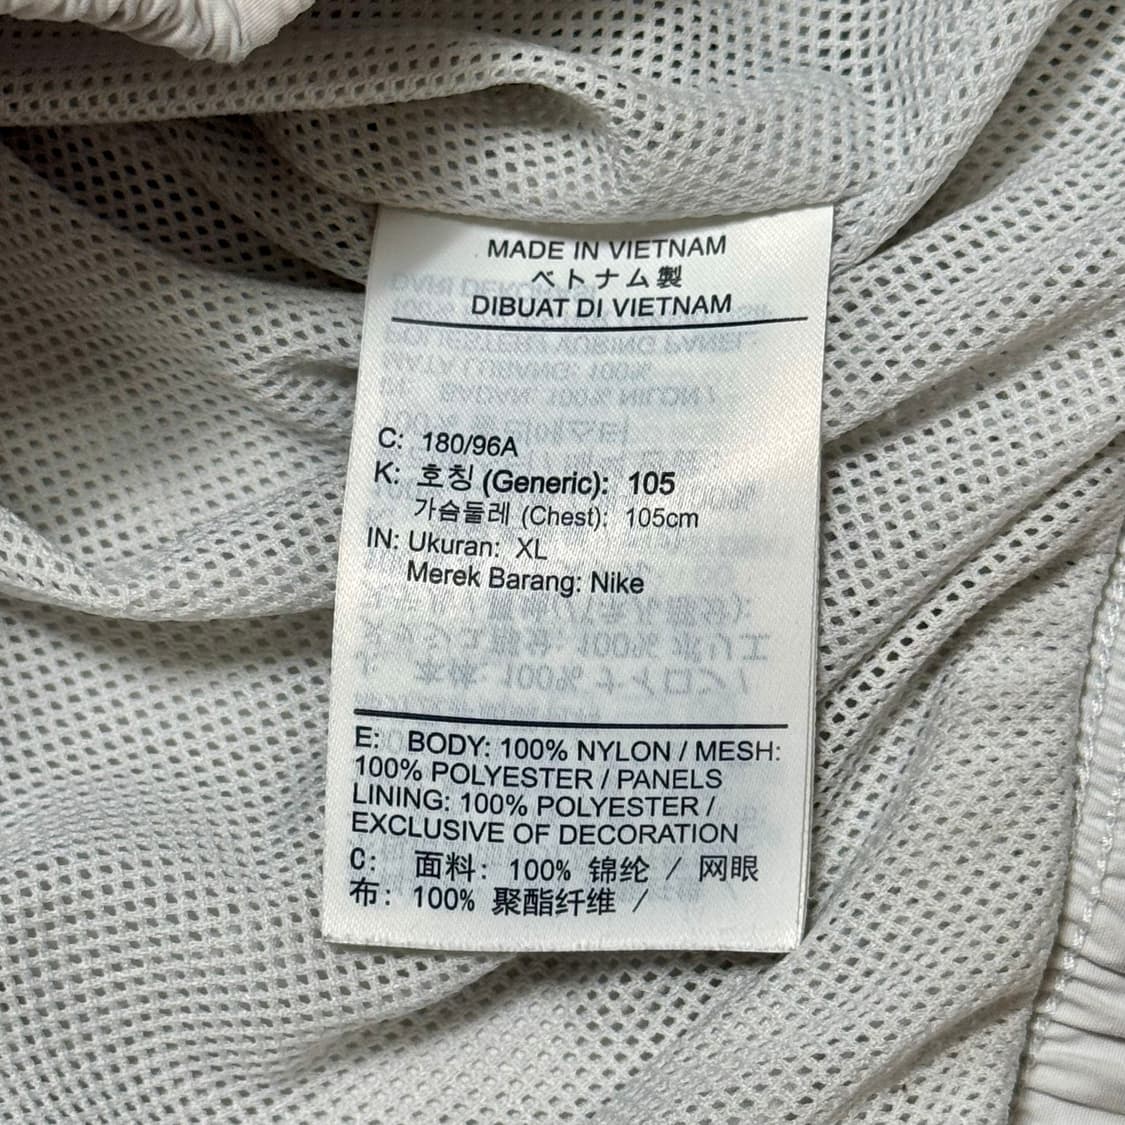 MADE IN VIETNAM
ベトナム製
DIBUAT DI VIETNAM
C: 180/96A
K: 호칭 (Generic): 105
가슴둘레 (Chest): 105cm
IN: Ukuran: XL
Merek Barang: Nike
E: BODY: 100% NYLON / MESH:
100% POLYESTER / PANELS
LINING: 100% POLYESTER /
EXCLUSIVE OF DECORATION
C: 面料: 100% 锦纶 / 网眼
布: 100% 聚酯纤维 /